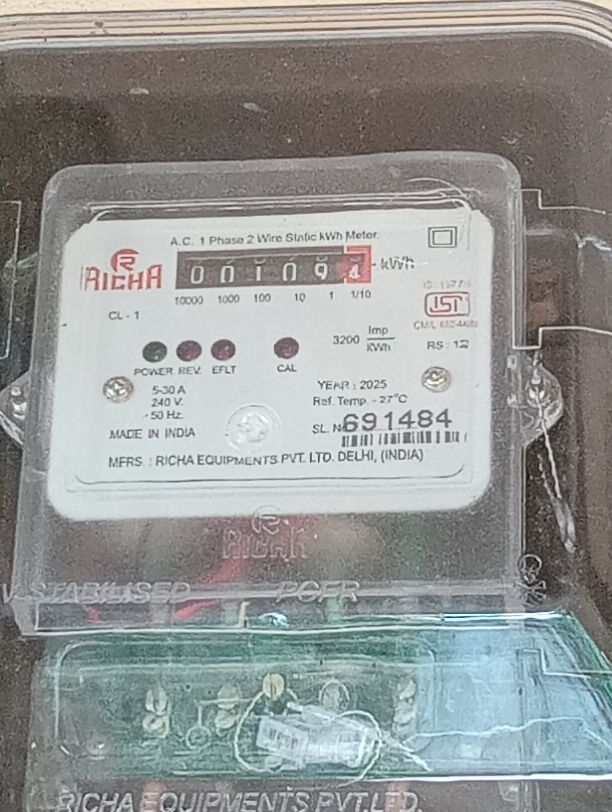 A.C. 1 Phase 2 Wire Static kWh Meter
RICHA
0 0 1 0 9 4 - kWh
10000 1000 100 10 1 1/10
CL - 1
3200 Imp
kWh
RS : 12
POWER REV. EFLT CAL
5-30 A
240 V.
50 Hz.
YEAR : 2025
Ref. Temp. - 27°C
MADE IN INDIA
SL. No 691484
MFRS. : RICHA EQUIPMENTS PVT. LTD. DELHI, (INDIA)
RICHA
V. STABILISED
RICHA EQUIPMENTS PVT.LTD.